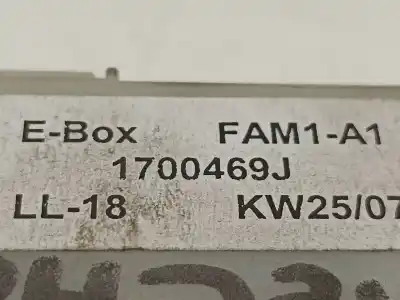 E-Box FAM1-A1
1700469J
LL-18 KW25/07